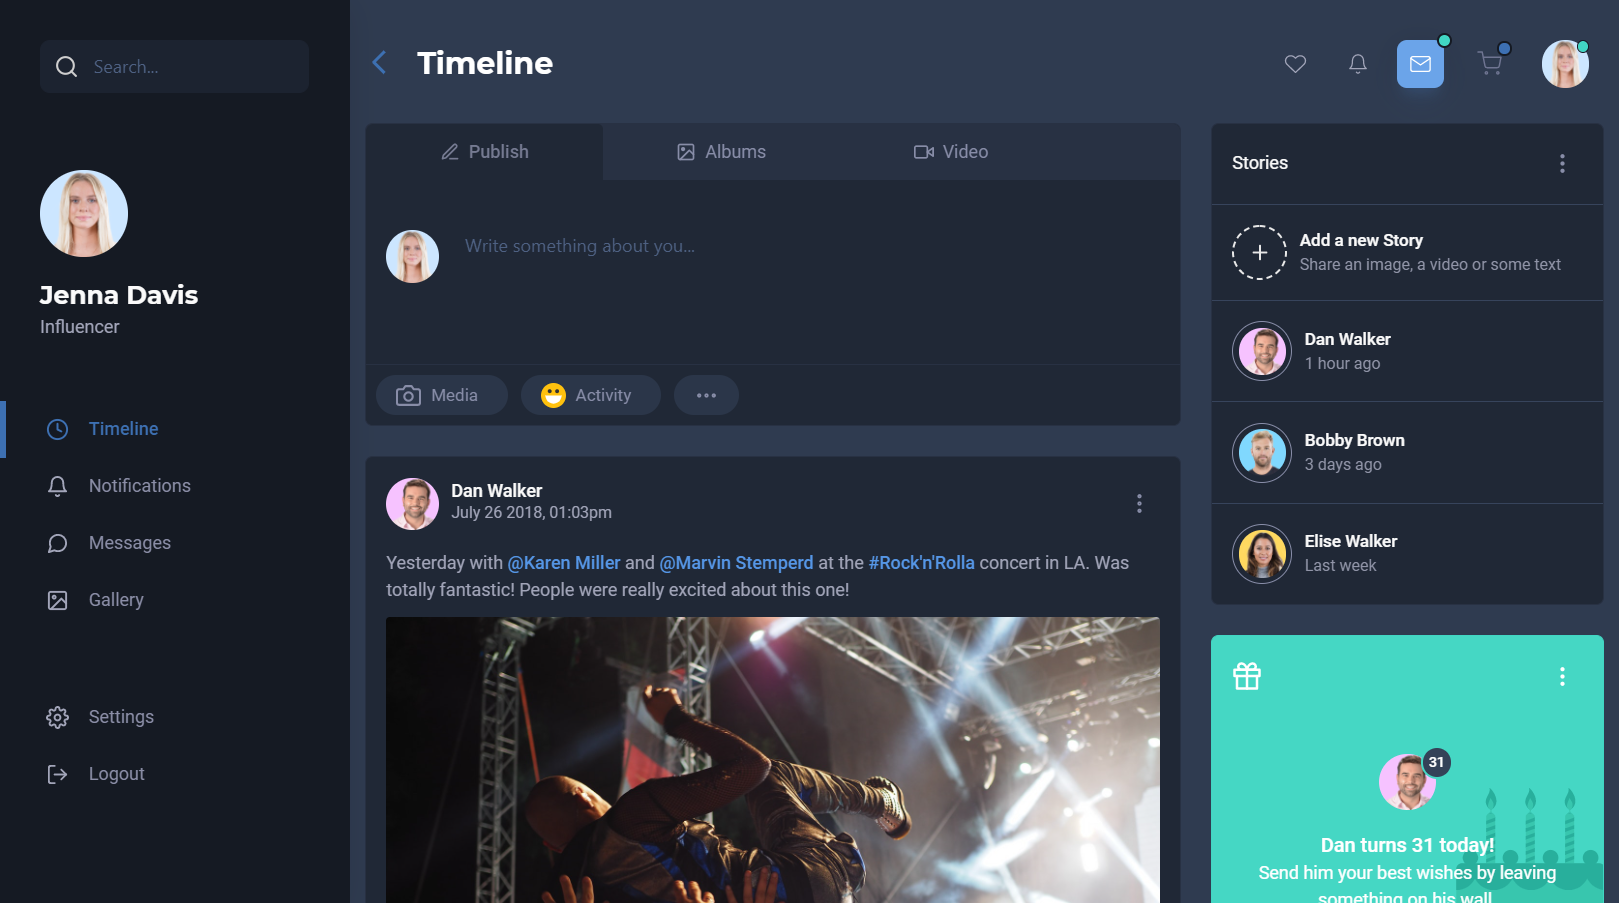 Search...
Jenna Davis
Influencer
Timeline
Notifications
Messages
Gallery
Settings
Logout
Timeline
Publish
Albums
Video
Write something about you...
Media
Activity
Dan Walker
July 26 2018, 01:03pm
Yesterday with @Karen Miller and @Marvin Stemperd at the #Rock'n'Rolla concert in LA. Was
totally fantastic! People were really excited about this one!
Stories
Add a new Story
Share an image, a video or some text
Dan Walker
1 hour ago
Bobby Brown
3 days ago
Elise Walker
Last week
31
Dan turns 31 today!
Send him your best wishes by leaving
something on his wall